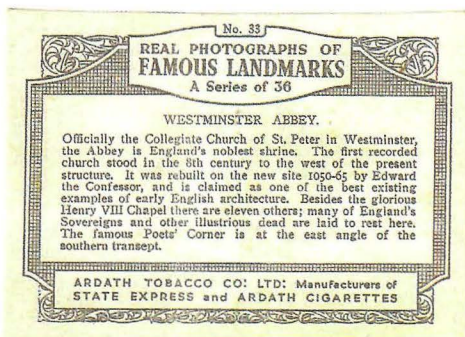 No. 33
REAL PHOTOGRAPHS OF
FAMOUS LANDMARKS
A Series of 36
WESTMINSTER ABBEY.
Officially the Collegiate Church of St. Peter in Westminster,
the Abbey is England's noblest shrine. The first recorded
church stood in the 8th century to the west of the present
structure. It was rebuilt on the new site 1050-65 by Edward
the Confessor, and is claimed as one of the best existing
examples of early English architecture. Besides the glorious
Henry VIII Chapel there are eleven others; many of England's
Sovereigns and other illustrious dead are laid to rest here.
The famous Poets' Corner is at the east angle of the
southern transept.
ARDATH TOBACCO CO: LTD: Manufacturers of
STATE EXPRESS and ARDATH CIGARETTES